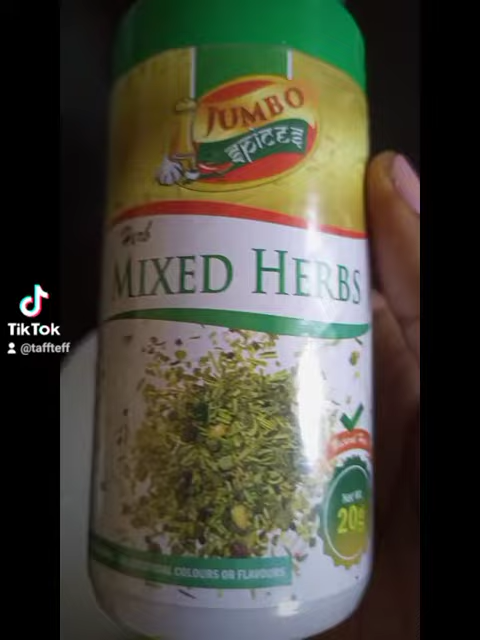 JUMBO
spices
Herb
MIXED HERBS
TikTok
@taffteff
Net Wt.
20g
COLOURS OR FLAVOURS